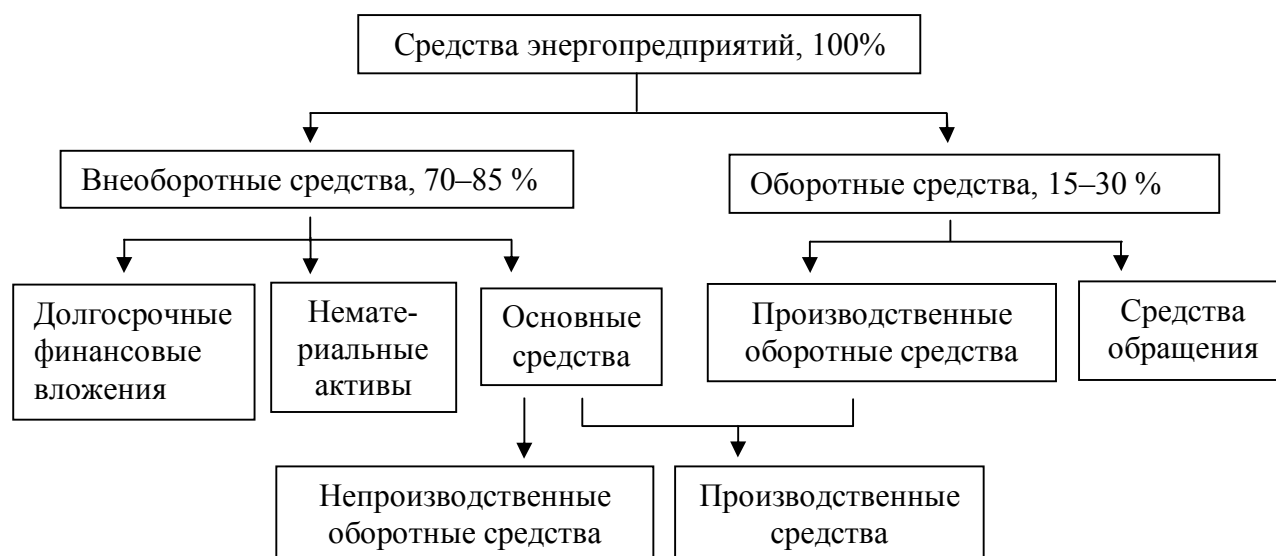 Средства энергопредприятий, 100%
Внеоборотные средства, 70–85 %
Оборотные средства, 15–30 %
Долгосрочные
финансовые
вложения
Немате-
риальные
активы
Основные
средства
Производственные
оборотные средства
Средства
обращения
Непроизводственные
оборотные средства
Производственные
средства